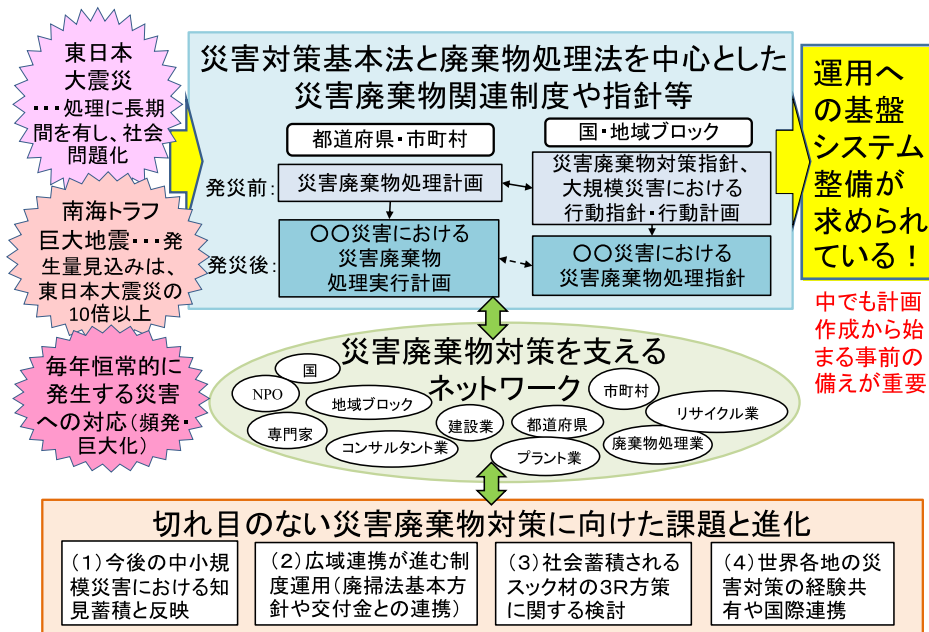 東日本
大震災
・・・処理に長期
間を有し、社会
問題化
南海トラフ
巨大地震・・・発
生量見込みは、
東日本大震災の
10倍以上
毎年恒常的に
発生する災害
への対応(頻発・
巨大化)
災害対策基本法と廃棄物処理法を中心とした
災害廃棄物関連制度や指針等
都道府県・市町村
国・地域ブロック
発災前:
災害廃棄物処理計画
災害廃棄物対策指針、
大規模災害における
行動指針・行動計画
発災後:
〇〇災害における
災害廃棄物
処理実行計画
〇〇災害における
災害廃棄物処理指針
運用へ
の基盤
システム
整備が
求められ
ている!
中でも計画
作成から始
まる事前の
備えが重要
災害廃棄物対策を支える
ネットワーク
国
NPO
地域ブロック
専門家
コンサルタント業
建設業
都道府県
プラント業
市町村
リサイクル業
廃棄物処理業
切れ目のない災害廃棄物対策に向けた課題と進化
(1)今後の中小規
模災害における知
見蓄積と反映
(2)広域連携が進む制
度運用(廃掃法基本方
針や交付金との連携)
(3)社会蓄積される
スック材の3R方策
に関する検討
(4)世界各地の災
害対策の経験共
有や国際連携